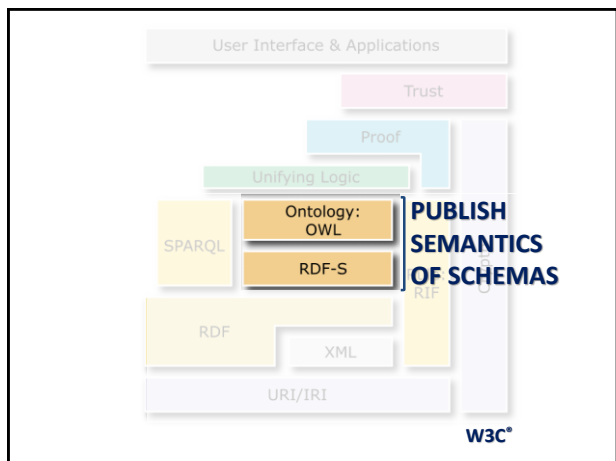 User Interface & Applications
Trust
Proof
Unifying Logic
SPARQL
Ontology:
OWL
RDF-S
PUBLISH
SEMANTICS
OF SCHEMAS
RIF
RDF
XML
URI/IRI
W3C®